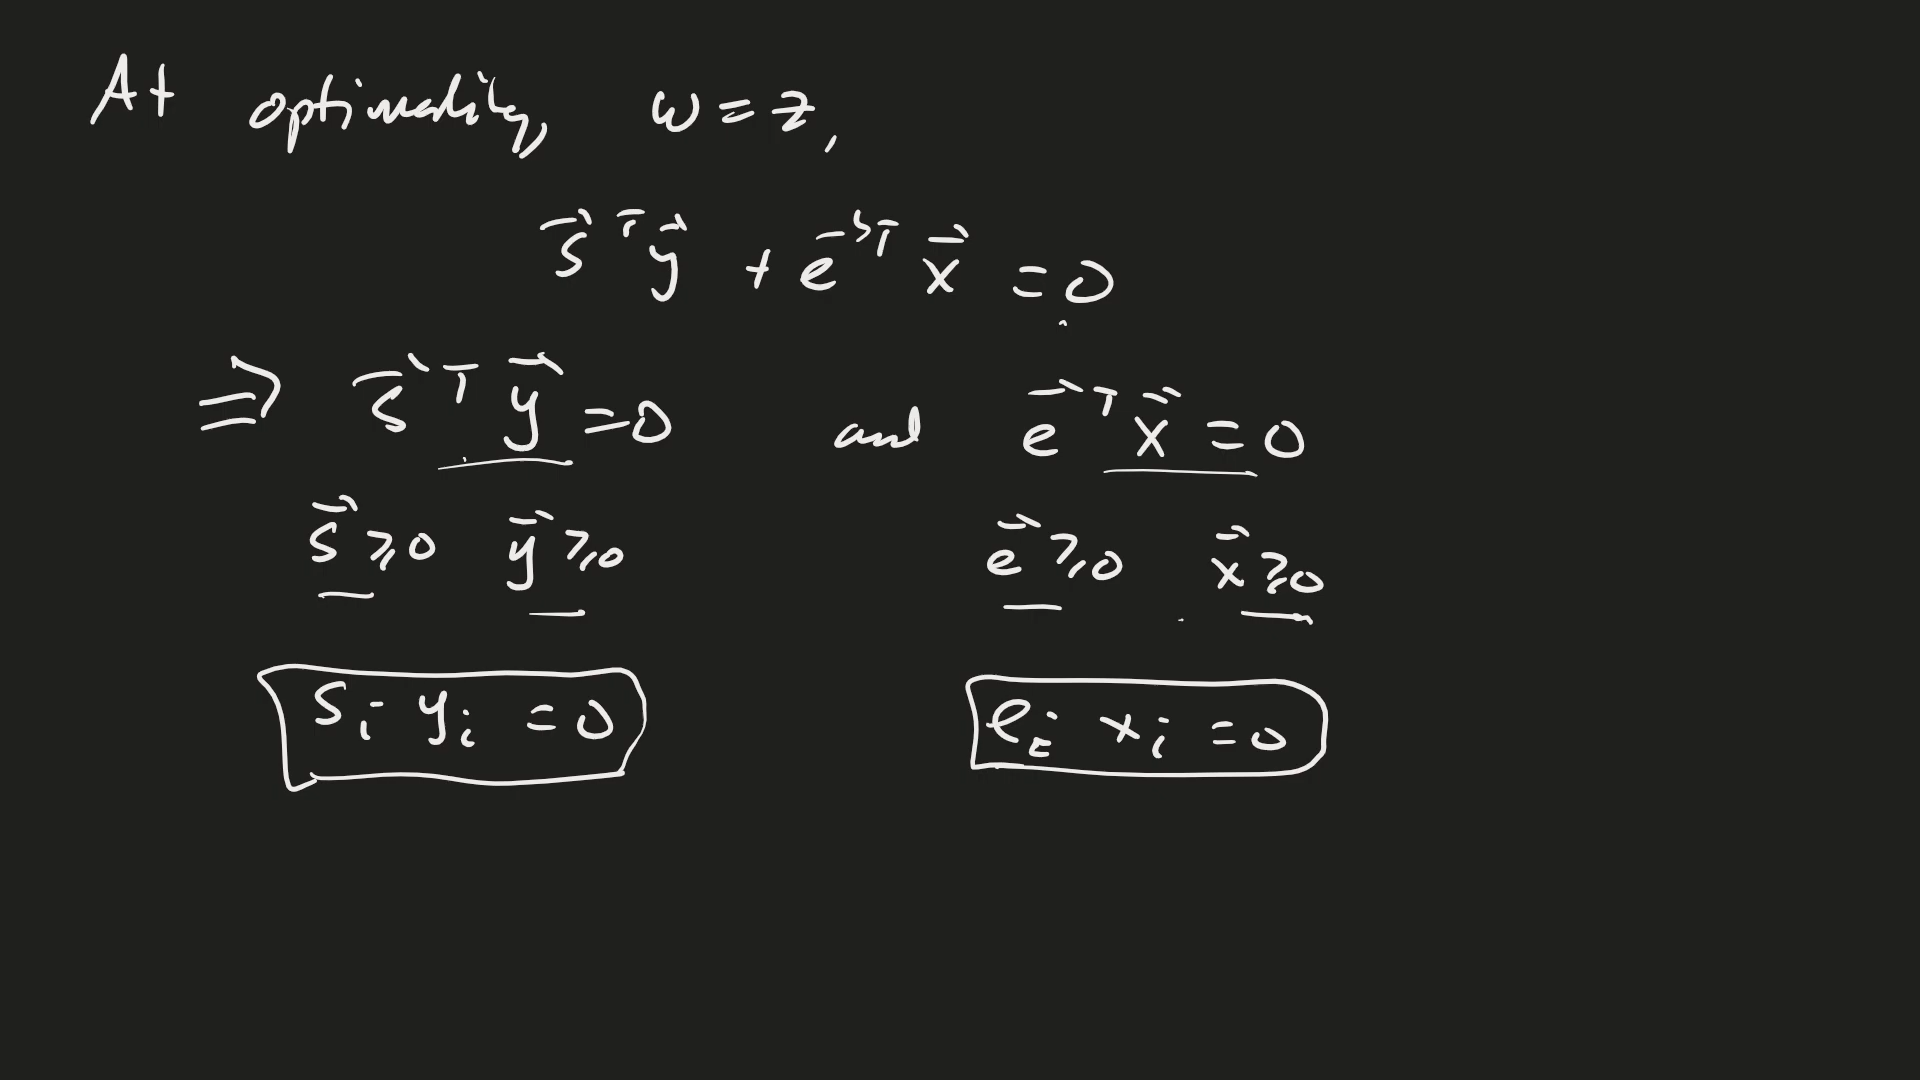 At optimality, w = z,
s⃗ᵀ y⃗ + e⃗ᵀ x⃗ = 0
⇒ s⃗ᵀ y⃗ = 0 and e⃗ᵀ x⃗ = 0
s⃗ ⩾ 0 y⃗ ⩾ 0 e⃗ ⩾ 0 x⃗ ⩾ 0
sᵢ yᵢ = 0 eᵢ xᵢ = 0